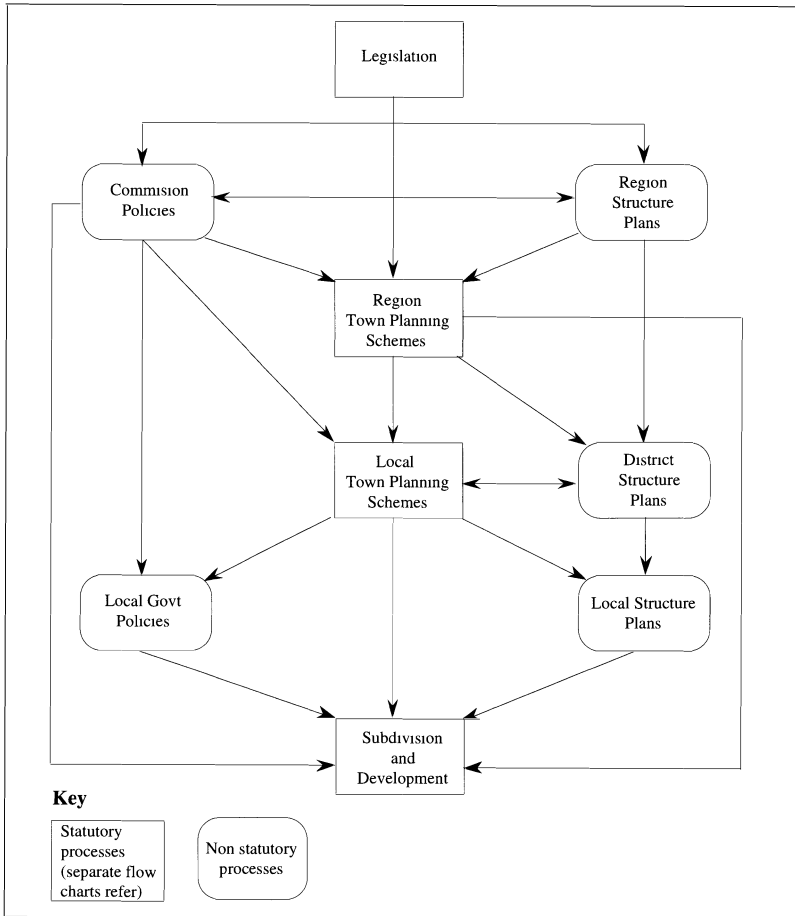 Legislation
Commision
Policies
Region
Structure
Plans
Region
Town Planning
Schemes
Local
Town Planning
Schemes
District
Structure
Plans
Local Govt
Policies
Local Structure
Plans
Subdivision
and
Development
Key
Statutory
processes
(separate flow
charts refer)
Non statutory
processes